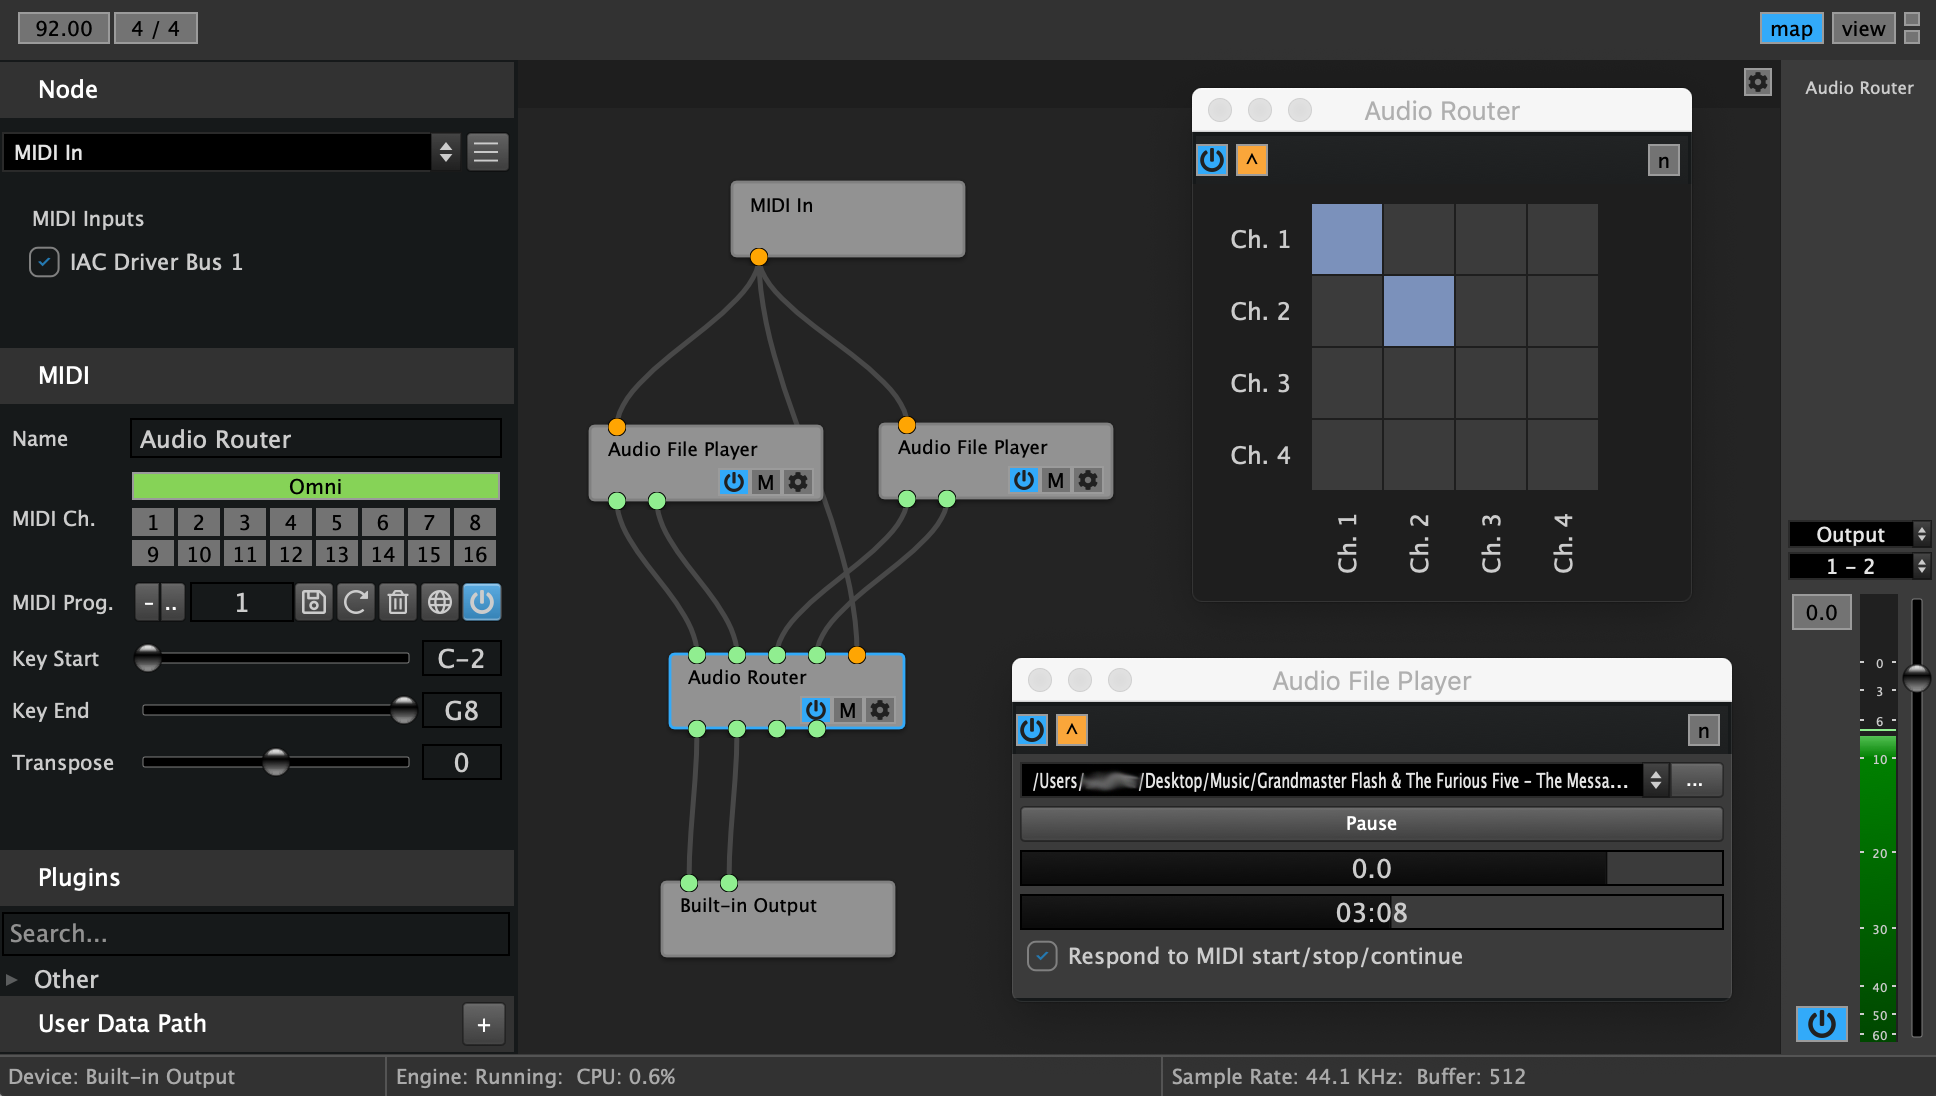 92.00 4 / 4
map view
Node
MIDI In
MIDI Inputs
IAC Driver Bus 1
MIDI
Name Audio Router
Omni
MIDI Ch.
1 2 3 4 5 6 7 8
9 10 11 12 13 14 15 16
MIDI Prog. - .. 1
Key Start C-2
Key End G8
Transpose 0
Plugins
Search...
Other
User Data Path +
MIDI In
Audio File Player
M
Audio File Player
M
Audio Router
M
Built-in Output
Audio Router
^ n
Ch. 1
Ch. 2
Ch. 3
Ch. 4
Ch. 1 Ch. 2 Ch. 3 Ch. 4
Audio File Player
^ n
/Users/ /Desktop/Music/Grandmaster Flash & The Furious Five - The Messa... ...
Pause
0.0
03:08
Respond to MIDI start/stop/continue
Audio Router
Output
1 - 2
0.0
0
3
6
10
20
30
40
50
60
Device: Built-in Output Engine: Running: CPU: 0.6% Sample Rate: 44.1 KHz: Buffer: 512